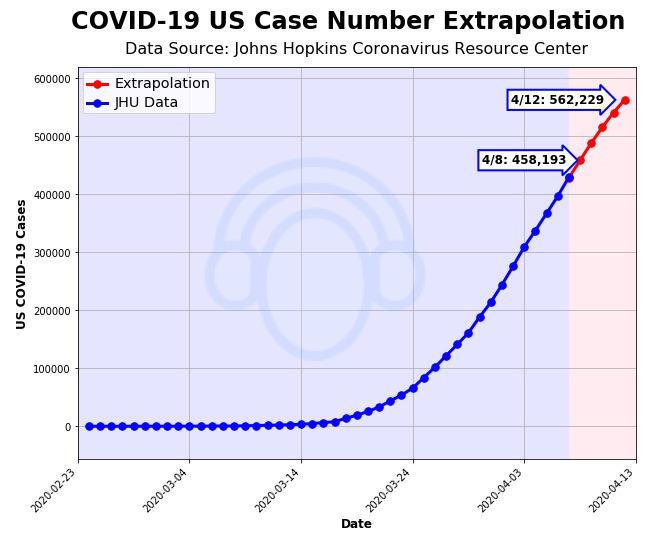 COVID-19 US Case Number Extrapolation
Data Source: Johns Hopkins Coronavirus Resource Center
600000
Extrapolation
JHU Data
4/12: 562,229
500000
4/8: 458,193
400000
300000
200000
100000
0
US COVID-19 Cases
2020-02-23
2020-03-04
2020-03-14
2020-03-24
2020-04-03
2020-04-13
Date